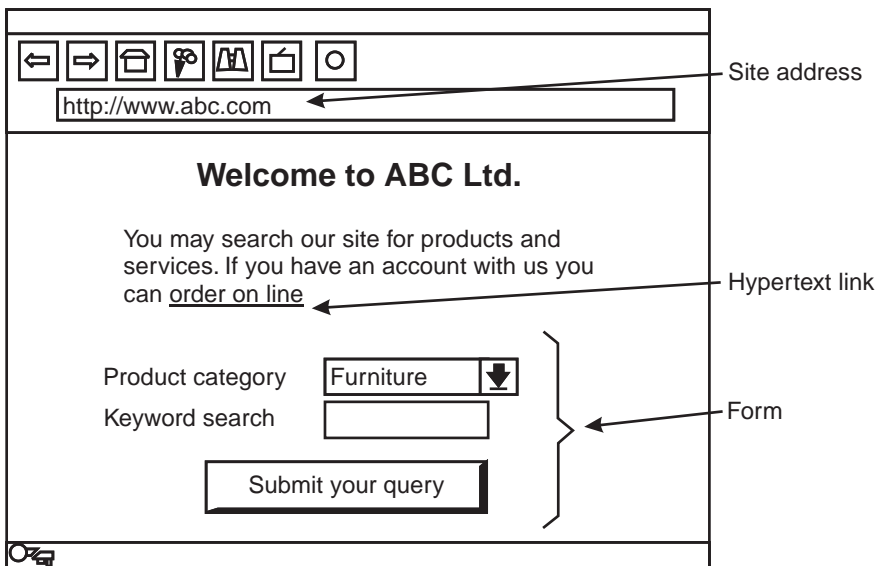 Site address
http://www.abc.com
Welcome to ABC Ltd.
You may search our site for products and
services. If you have an account with us you
can order on line
Hypertext link
Product category
Furniture
Keyword search
Form
Submit your query